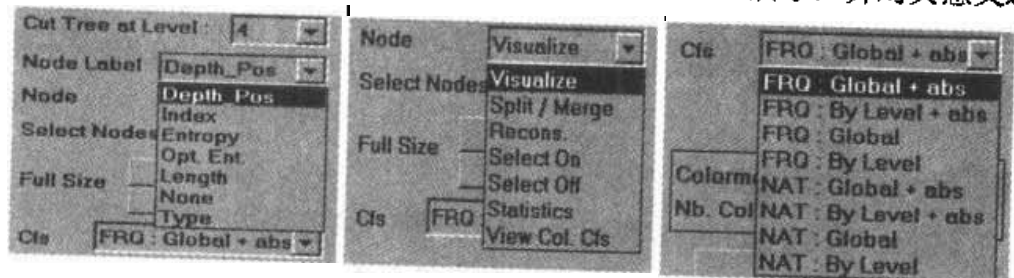 Cut Tree at Level : 4
Node Label Depth_Pos
Node
Select Nodes
Full Size
Depth_Pos
Index
Entropy
Opt. Ent.
Length
None
Type
Cfs FRQ : Global + abs
Node Visualize
Select Nodes
Full Size
Cfs FRQ
Visualize
Split / Merge
Recons.
Select On
Select Off
Statistics
View Col. Cfs
Cfs FRQ : Global + abs
FRQ : Global + abs
FRQ : By Level + abs
FRQ : Global
FRQ : By Level
NAT : Global + abs
NAT : By Level + abs
NAT : Global
NAT : By Level
Nb. Col